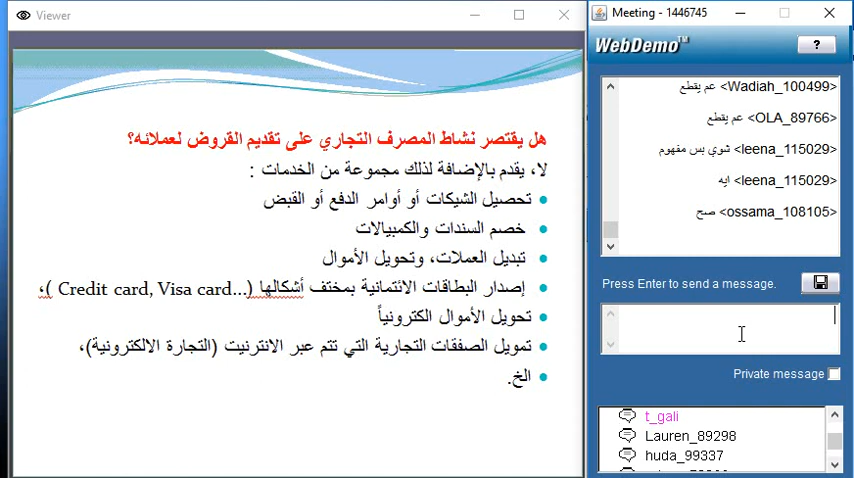 Viewer
هل يقتصر نشاط المصرف التجاري على تقديم القروض لعملائه؟
لا، يقدم بالإضافة لذلك مجموعة من الخدمات :
تحصيل الشيكات أو أوامر الدفع أو القبض
خصم السندات والكمبيالات
تبديل العملات، وتحويل الأموال
إصدار البطاقات الائتمانية بمختف أشكالها (...Credit card, Visa card )،
تحويل الأموال الكترونياً
تمويل الصفقات التجارية التي تتم عبر الانترنيت (التجارة الالكترونية)،
الخ.
Meeting - 1446745
WebDemo™
?
<Wadiah_100499> عم يقطع
<OLA_89766> عم يقطع
<leena_115029> شوي بس مفهوم
<leena_115029> ايه
<ossama_108105> صح
Press Enter to send a message.
Private message
t_gali
Lauren_89298
huda_99337